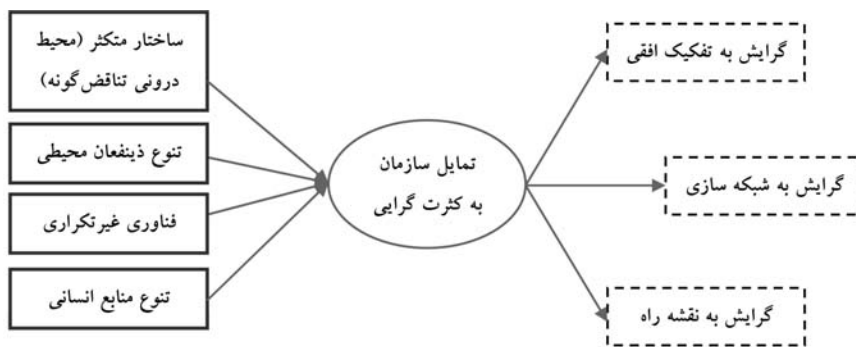 ساختار متکثر (محیط
درونی تناقض‌گونه)
تنوع ذینفعان محیطی
فناوری غیرتکراری
تنوع منابع انسانی
تمایل سازمان
به کثرت گرایی
گرایش به تفکیک افقی
گرایش به شبکه سازی
گرایش به نقشه راه